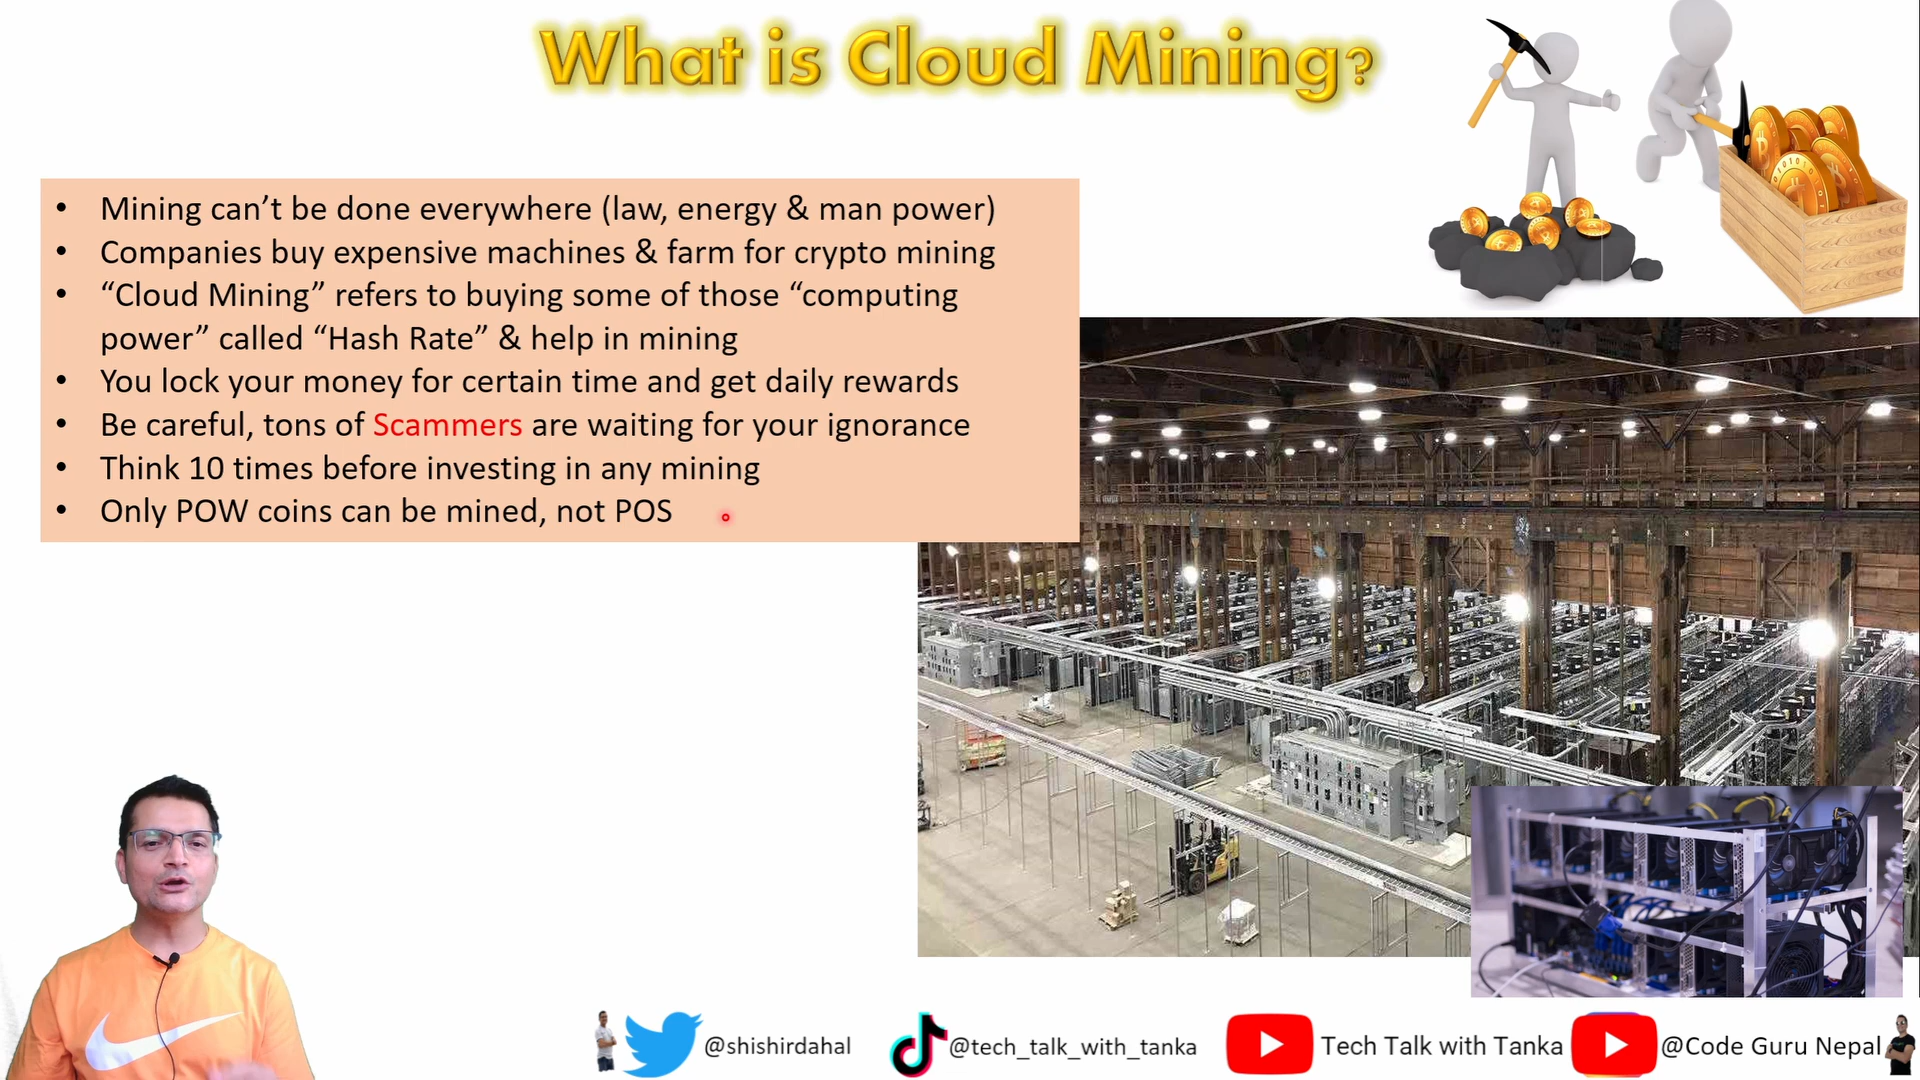 What is Cloud Mining?
• Mining can’t be done everywhere (law, energy & man power)
• Companies buy expensive machines & farm for crypto mining
• “Cloud Mining” refers to buying some of those “computing
power” called “Hash Rate” & help in mining
• You lock your money for certain time and get daily rewards
• Be careful, tons of Scammers are waiting for your ignorance
• Think 10 times before investing in any mining
• Only POW coins can be mined, not POS
@shishirdahal @tech_talk_with_tanka Tech Talk with Tanka @Code Guru Nepal